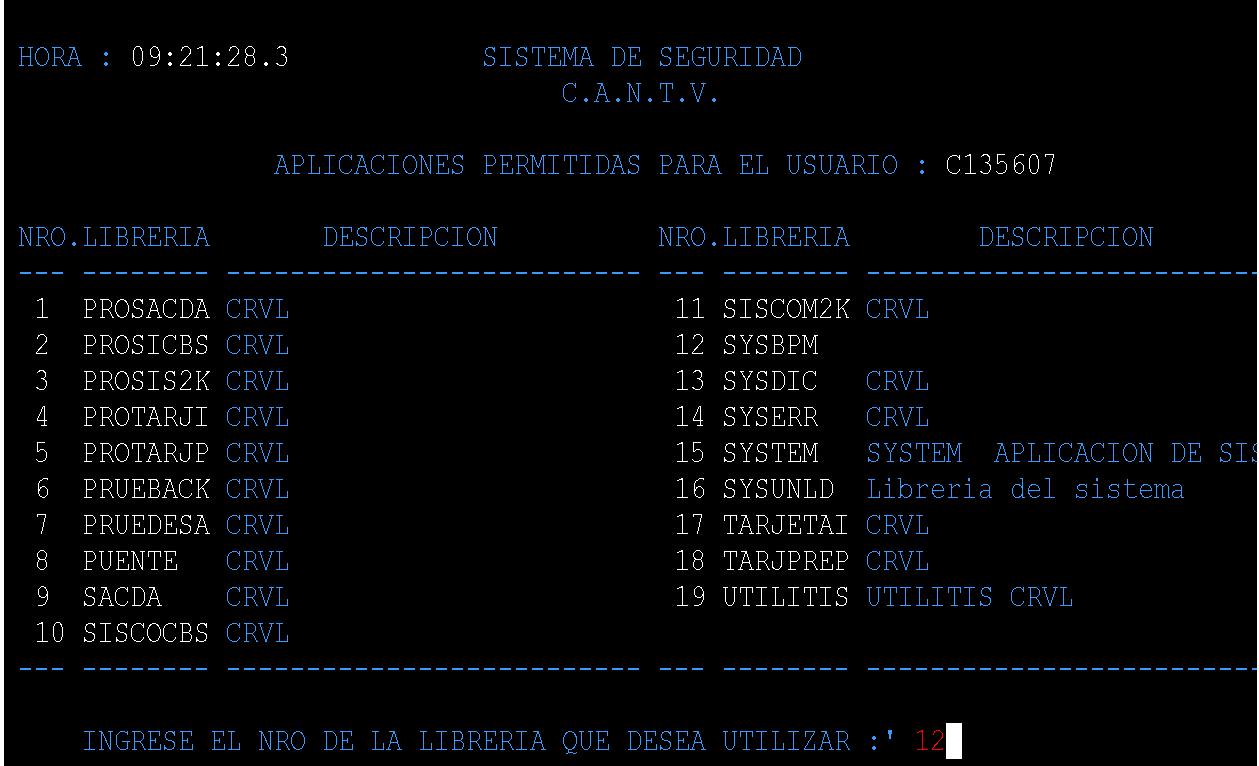 HORA : 09:21:28.3 SISTEMA DE SEGURIDAD
C.A.N.T.V.
APLICACIONES PERMITIDAS PARA EL USUARIO : C135607
NRO.LIBRERIA DESCRIPCION NRO.LIBRERIA DESCRIPCION
--- -------- -------------------------- --- -------- -------------------------
1 PROSACDA CRVL 11 SISCOM2K CRVL
2 PROSICBS CRVL 12 SYSBPM
3 PROSIS2K CRVL 13 SYSDIC CRVL
4 PROTARJI CRVL 14 SYSERR CRVL
5 PROTARJP CRVL 15 SYSTEM SYSTEM APLICACION DE SIS
6 PRUEBACK CRVL 16 SYSUNLD Libreria del sistema
7 PRUEDESA CRVL 17 TARJETAI CRVL
8 PUENTE CRVL 18 TARJPREP CRVL
9 SACDA CRVL 19 UTILITIS UTILITIS CRVL
10 SISCOCBS CRVL
--- -------- -------------------------- --- -------- -------------------------
INGRESE EL NRO DE LA LIBRERIA QUE DESEA UTILIZAR :' 12